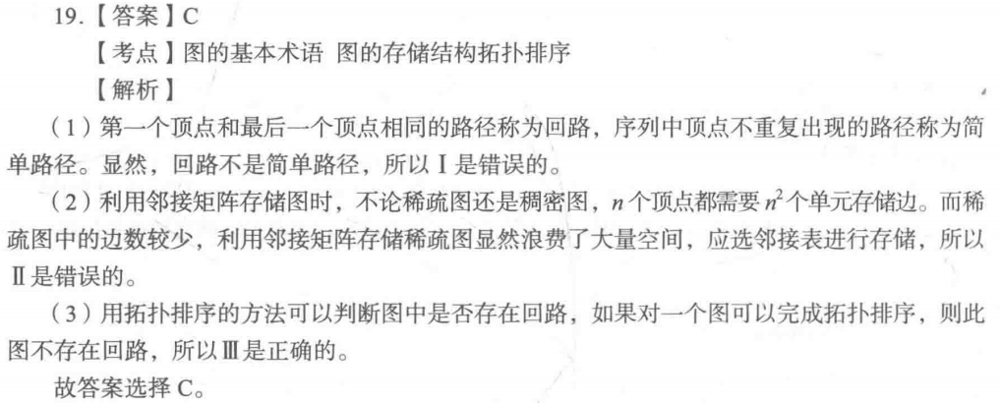 19.【答案】C
【考点】图的基本术语 图的存储结构拓扑排序
【解析】
（1）第一个顶点和最后一个顶点相同的路径称为回路，序列中顶点不重复出现的路径称为简
单路径。显然，回路不是简单路径，所以Ⅰ是错误的。
（2）利用邻接矩阵存储图时，不论稀疏图还是稠密图，n个顶点都需要n²个单元存储边。而稀
疏图中的边数较少，利用邻接矩阵存储稀疏图显然浪费了大量空间，应选邻接表进行存储，所以
Ⅱ是错误的。
（3）用拓扑排序的方法可以判断图中是否存在回路，如果对一个图可以完成拓扑排序，则此
图不存在回路，所以Ⅲ是正确的。
故答案选择 C。